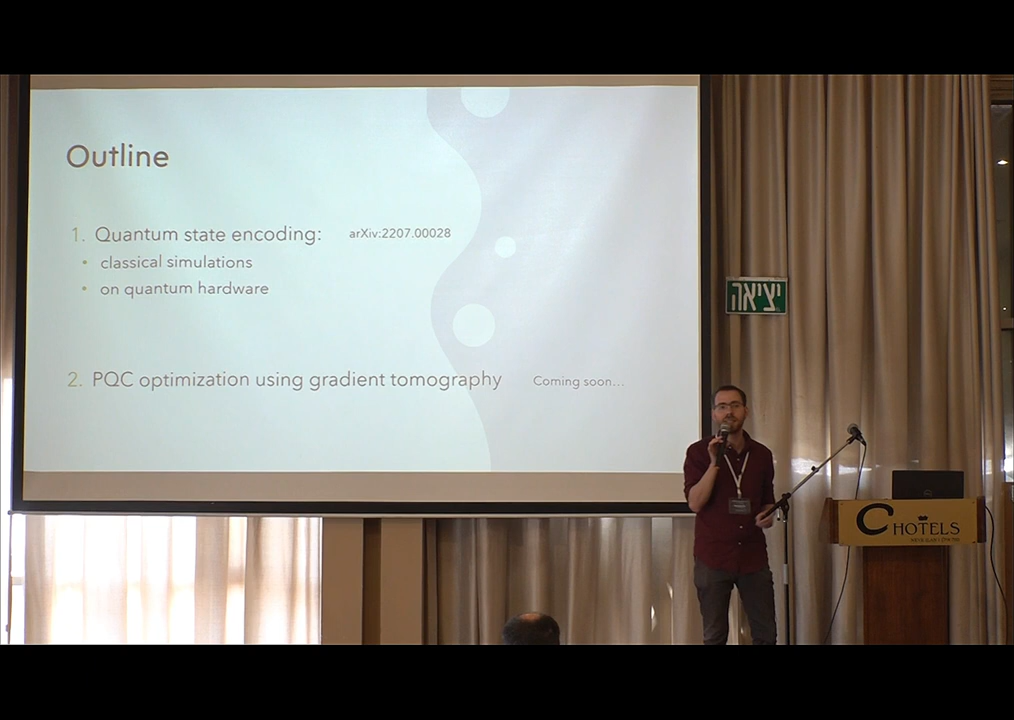 Outline
1. Quantum state encoding: arXiv:2207.00028
• classical simulations
• on quantum hardware
2. PQC optimization using gradient tomography Coming soon...
יציאה
C HOTELS